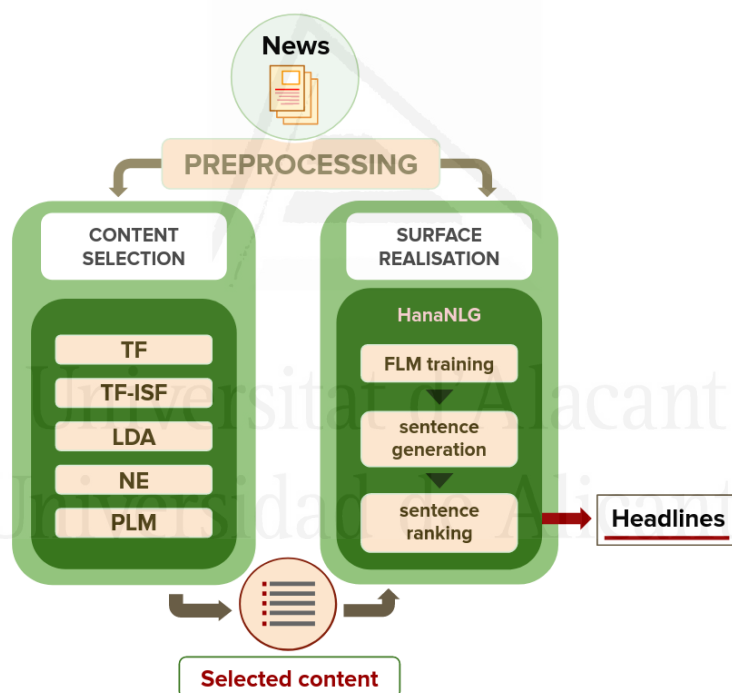 News
PREPROCESSING
CONTENT
SELECTION
TF
TF-ISF
LDA
NE
PLM
SURFACE
REALISATION
HanaNLG
FLM training
sentence
generation
sentence
ranking
Headlines
Selected content
Universitat d'Alacant
Universidad de Alicant